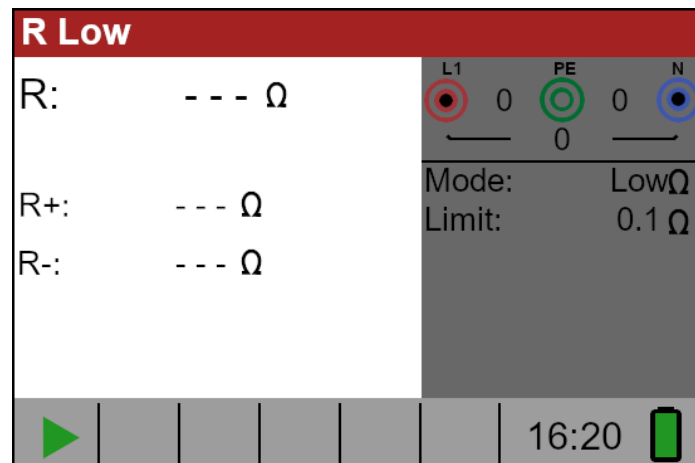 R Low
R: - - - Ω
R+: - - - Ω
R-: - - - Ω
L1 PE N
0 0
0
Mode: LowΩ
Limit: 0.1 Ω
16:20